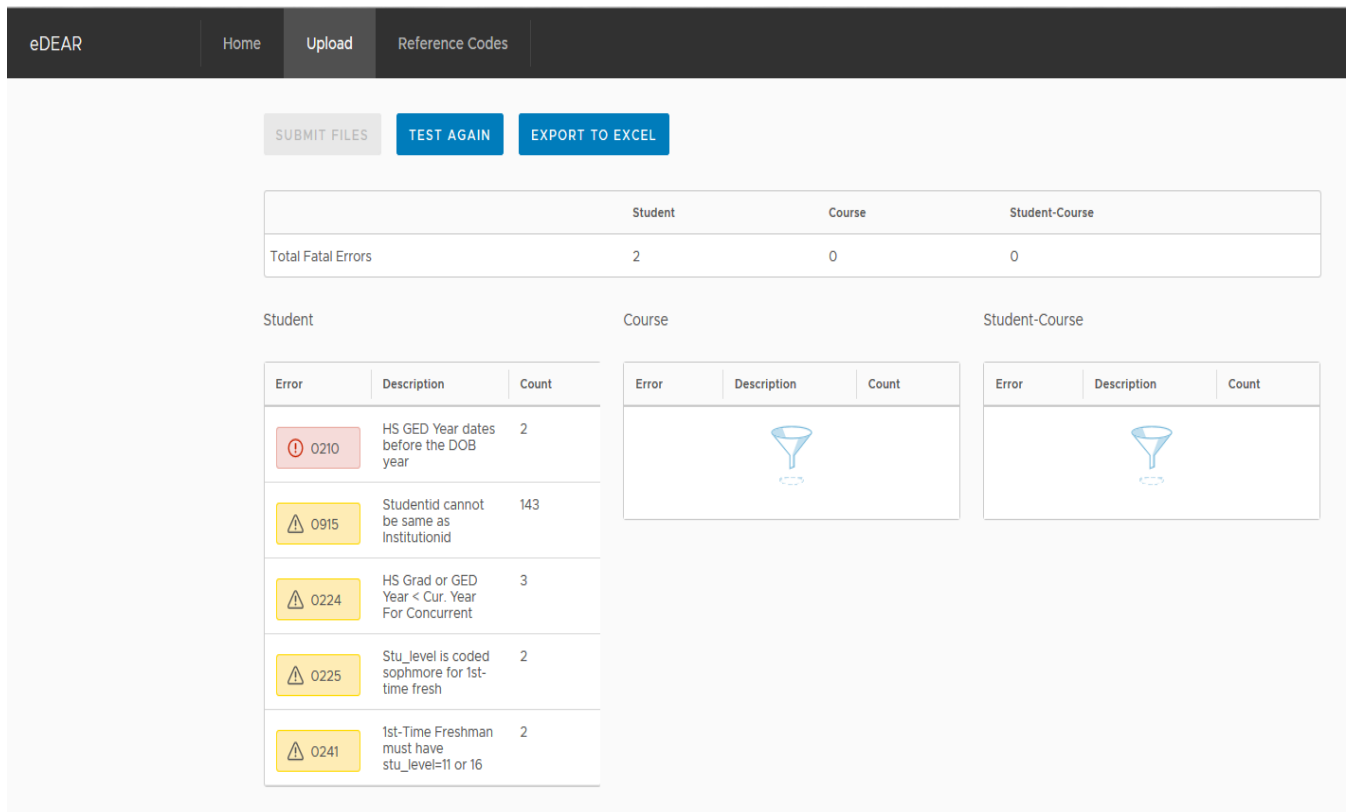 eDEAR Home Upload Reference Codes
SUBMIT FILES TEST AGAIN EXPORT TO EXCEL
Student Course Student-Course
Total Fatal Errors 2 0 0
Student
Error Description Count
0210 HS GED Year dates 2
before the DOB
year
0915 Studentid cannot 143
be same as
Institutionid
0224 HS Grad or GED 3
Year < Cur. Year
For Concurrent
0225 Stu_level is coded 2
sophmore for 1st-
time fresh
0241 1st-Time Freshman 2
must have
stu_level=11 or 16
Course
Error Description Count
Student-Course
Error Description Count